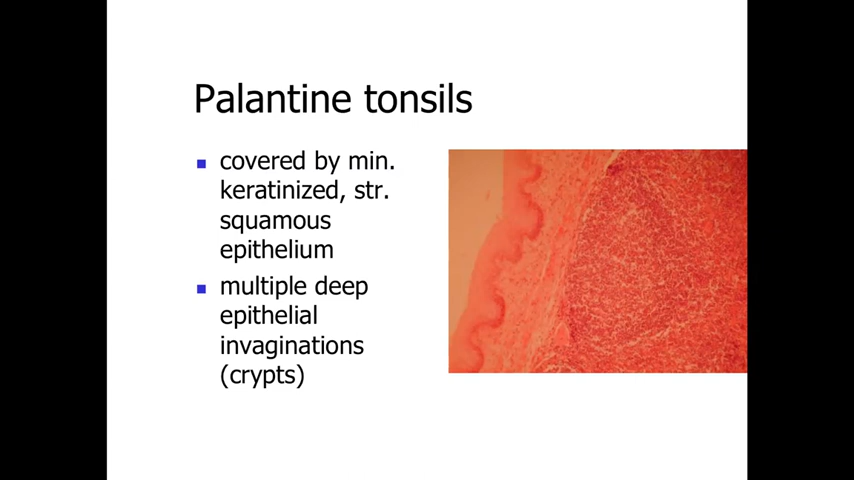 Palantine tonsils
covered by min.
keratinized, str.
squamous
epithelium
multiple deep
epithelial
invaginations
(crypts)